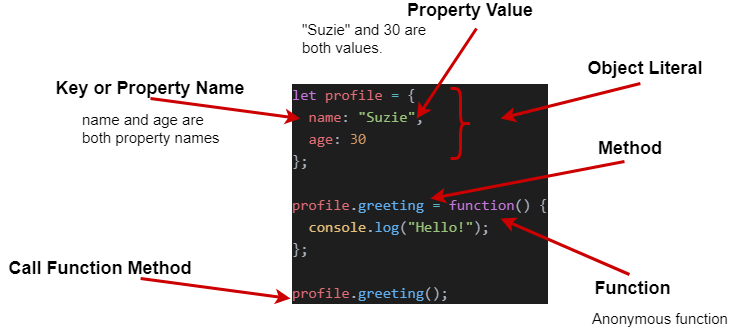 Property Value
"Suzie" and 30 are
both values.
Key or Property Name
name and age are
both property names
Object Literal
let profile = {
  name: "Suzie",
  age: 30
};
Method
profile.greeting = function() {
  console.log("Hello!");
};
Call Function Method
Function
Anonymous function
profile.greeting();